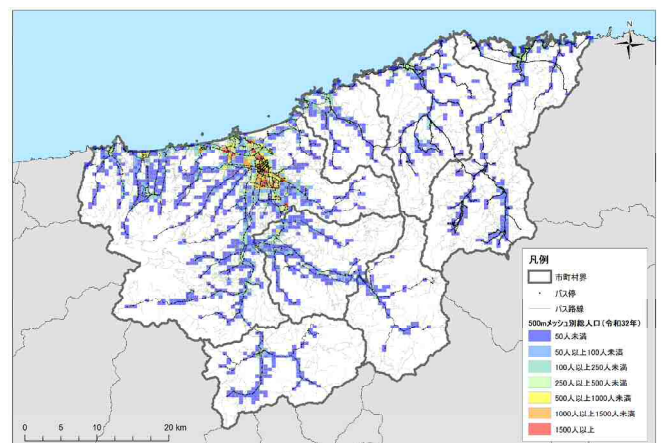 N
凡例
市町村界
バス停
バス路線
500mメッシュ別総人口(令和32年)
50人未満
50人以上100人未満
100人以上250人未満
250人以上500人未満
500人以上1000人未満
1000人以上1500人未満
1500人以上
0 5 10 20 km